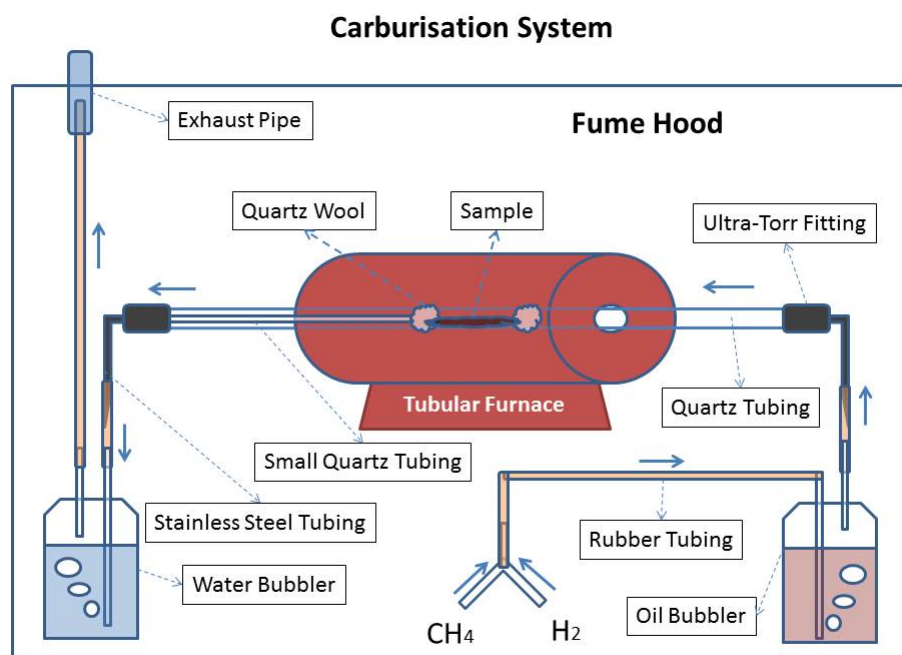 Carburisation System
Exhaust Pipe
Fume Hood
Quartz Wool
Sample
Ultra-Torr Fitting
Tubular Furnace
Quartz Tubing
Small Quartz Tubing
Stainless Steel Tubing
Rubber Tubing
Water Bubbler
Oil Bubbler
CH4
H2